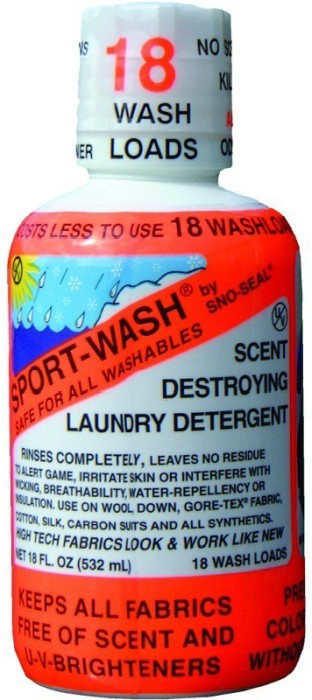 18
NO
WASH
LOADS
COSTS LESS TO USE 18 WASHLOA
SPORT-WASH® by
SNO-SEAL®
SAFE FOR ALL WASHABLES
UV
SCENT
DESTROYING
LAUNDRY DETERGENT
RINSES COMPLETELY, LEAVES NO RESIDUE
TO ALERT GAME, IRRITATE SKIN OR INTERFERE WITH
WICKING, BREATHABILITY, WATER-REPELLENCY OR
INSULATION. USE ON WOOL, DOWN, GORE-TEX® FABRIC,
COTTON, SILK, CARBON SUITS AND ALL SYNTHETICS.
HIGH TECH FABRICS LOOK & WORK LIKE NEW
NET 18 FL. OZ (532 mL) 18 WASH LOADS
KEEPS ALL FABRICS
FREE OF SCENT AND
U-V-BRIGHTENERS
PRE
COLO
WITHO